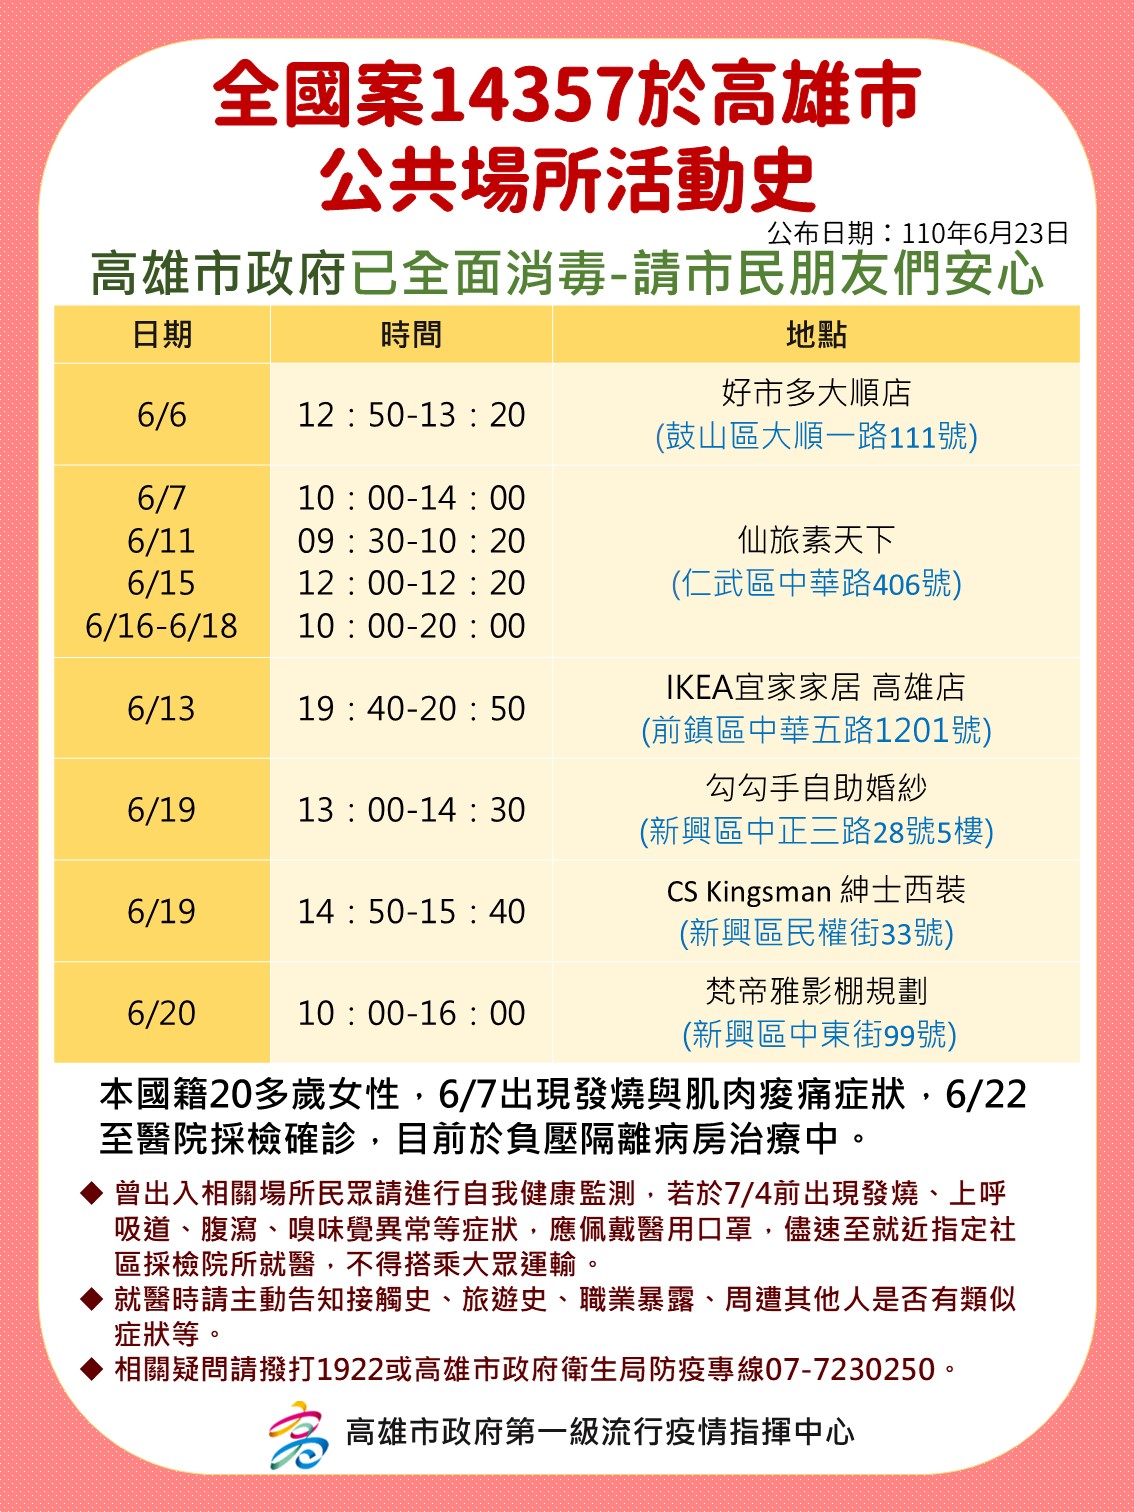 全國案14357於高雄市
公共場所活動史
公布日期：110年6月23日
高雄市政府已全面消毒-請市民朋友們安心
日期 時間 地點
6/6 12：50-13：20 好市多大順店
(鼓山區大順一路111號)
6/7 10：00-14：00
6/11 09：30-10：20
6/15 12：00-12：20
6/16-6/18 10：00-20：00
仙旅素天下
(仁武區中華路406號)
6/13 19：40-20：50 IKEA宜家家居 高雄店
(前鎮區中華五路1201號)
6/19 13：00-14：30 勾勾手自助婚紗
(新興區中正三路28號5樓)
6/19 14：50-15：40 CS Kingsman 紳士西裝
(新興區民權街33號)
6/20 10：00-16：00 梵帝雅影棚規劃
(新興區中東街99號)
本國籍20多歲女性，6/7出現發燒與肌肉痠痛症狀，6/22
至醫院採檢確診，目前於負壓隔離病房治療中。
◆ 曾出入相關場所民眾請進行自我健康監測，若於7/4前出現發燒、上呼
吸道、腹瀉、嗅味覺異常等症狀，應佩戴醫用口罩，儘速至就近指定社
區採檢院所就醫，不得搭乘大眾運輸。
◆ 就醫時請主動告知接觸史、旅遊史、職業暴露、周遭其他人是否有類似
症狀等。
◆ 相關疑問請撥打1922或高雄市政府衛生局防疫專線07-7230250。
高雄市政府第一級流行疫情指揮中心